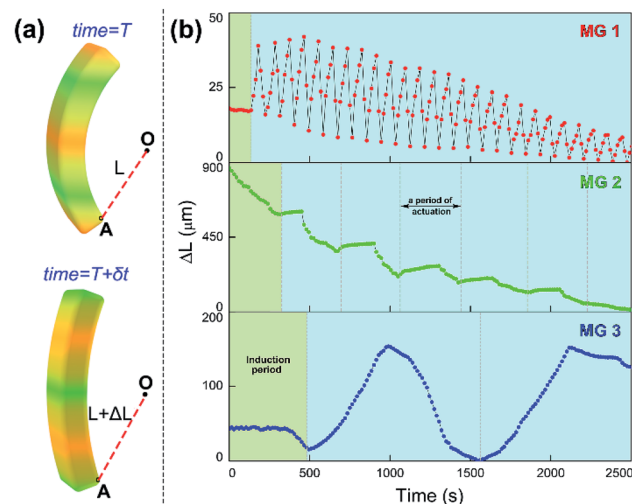 (a)
time=T
O
L
A
time=T+δt
O
L+ΔL
A
(b)
50
25
0
MG 1
900
450
0
MG 2
a period of
actuation
ΔL (μm)
200
100
0
MG 3
Induction
period
0 500 1000 1500 2000 2500
Time (s)